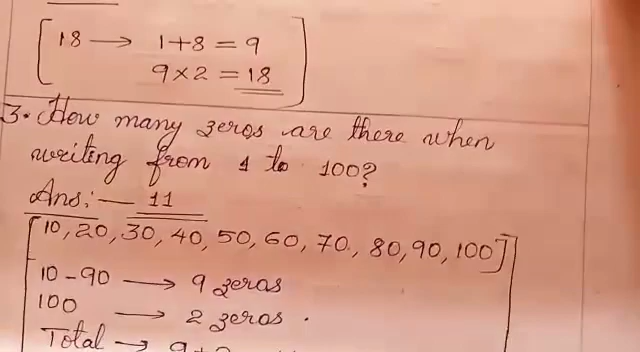 18 → 1+8 = 9
9×2 = 18
3. How many zeros are there when
writing from 1 to 100?
Ans:— 11
[10, 20, 30, 40, 50, 60, 70, 80, 90, 100]
10-90 → 9 zeros
100 → 2 zeros.
Total → 9+2